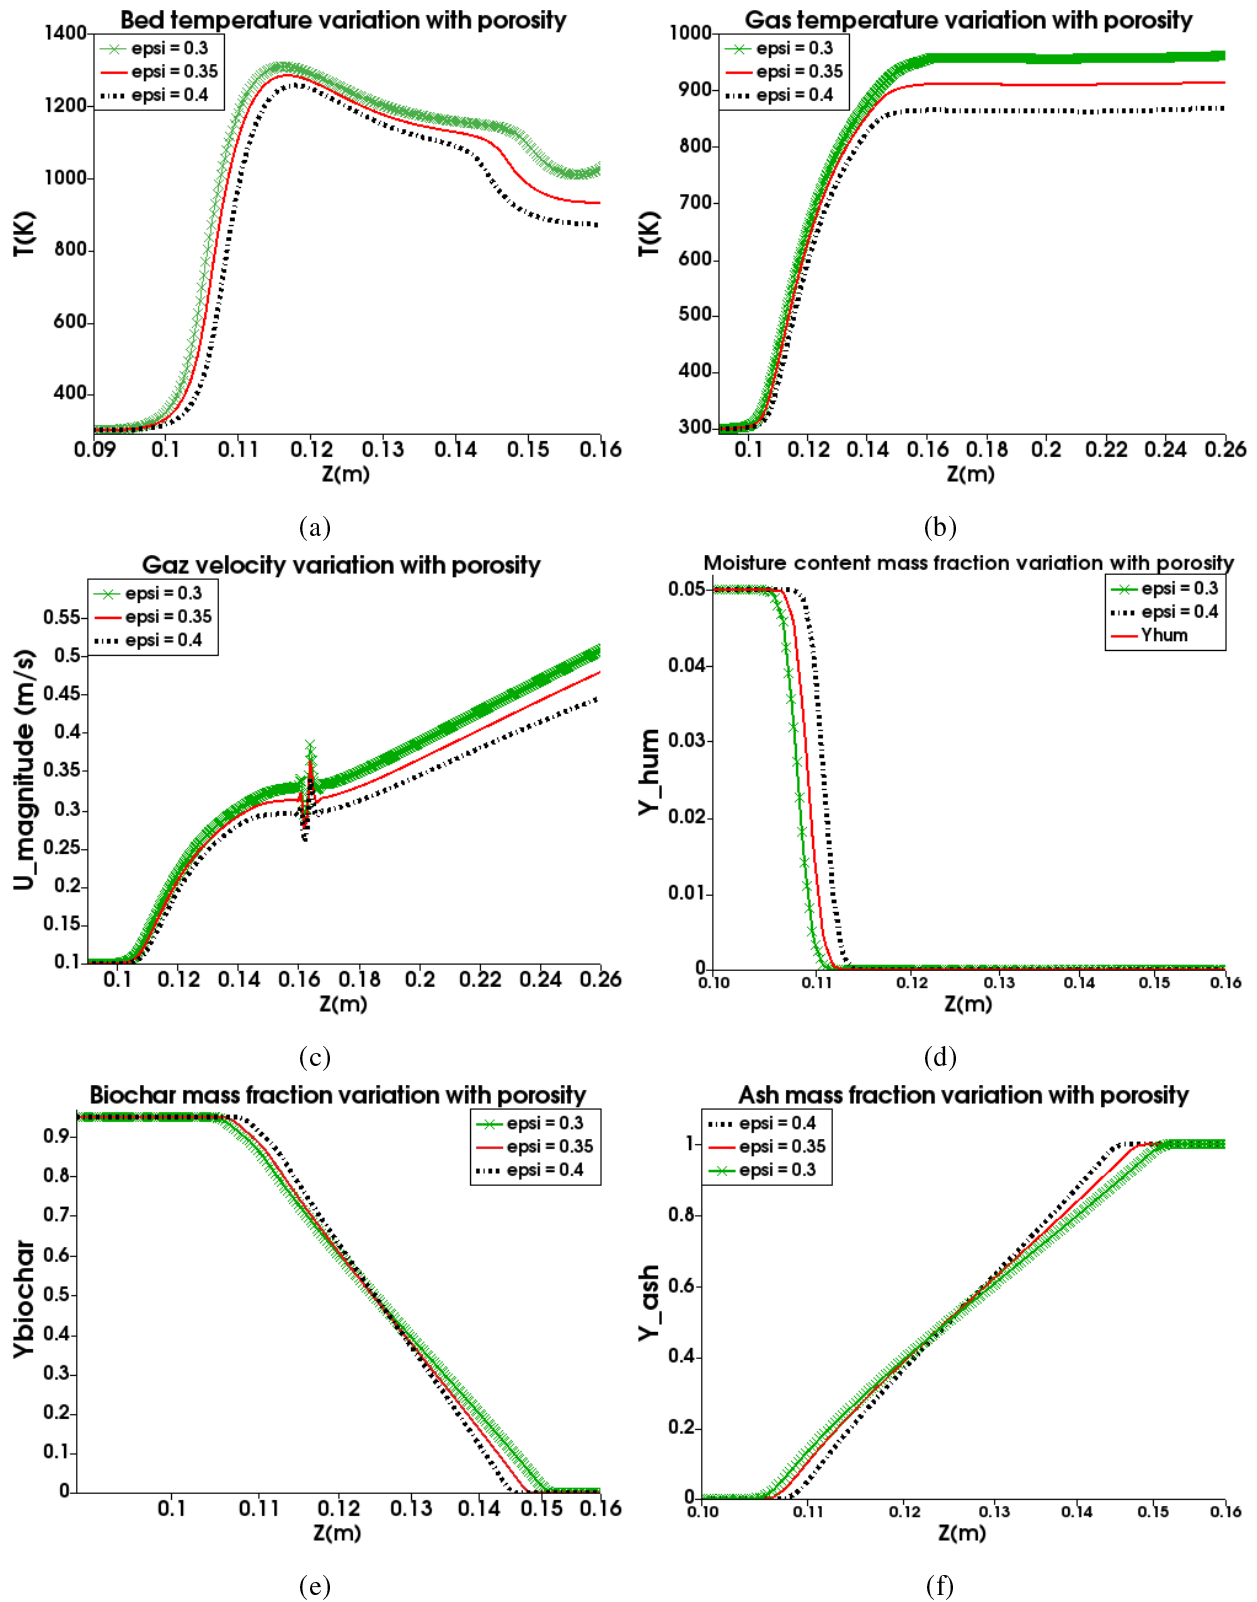 Bed temperature variation with porosity
epsi = 0.3
epsi = 0.35
epsi = 0.4
1400
1200
1000
800
600
400
T(K)
0.09 0.1 0.11 0.12 0.13 0.14 0.15 0.16
Z(m)
(a)
Gas temperature variation with porosity
epsi = 0.3
epsi = 0.35
epsi = 0.4
1000
900
800
700
600
500
400
300
T(K)
0.1 0.12 0.14 0.16 0.18 0.2 0.22 0.24 0.26
Z(m)
(b)
Gaz velocity variation with porosity
epsi = 0.3
epsi = 0.35
epsi = 0.4
0.55
0.5
0.45
0.4
0.35
0.3
0.25
0.2
0.15
0.1
U_magnitude (m/s)
0.1 0.12 0.14 0.16 0.18 0.2 0.22 0.24 0.26
Z(m)
(c)
Moisture content mass fraction variation with porosity
epsi = 0.3
epsi = 0.4
Yhum
0.05
0.04
0.03
0.02
0.01
0
Y_hum
0.10 0.11 0.12 0.13 0.14 0.15 0.16
Z(m)
(d)
Biochar mass fraction variation with porosity
epsi = 0.3
epsi = 0.35
epsi = 0.4
0.9
0.8
0.7
0.6
0.5
0.4
0.3
0.2
0.1
0
Ybiochar
0.1 0.11 0.12 0.13 0.14 0.15 0.16
Z(m)
(e)
Ash mass fraction variation with porosity
epsi = 0.4
epsi = 0.35
epsi = 0.3
1
0.8
0.6
0.4
0.2
0
Y_ash
0.10 0.11 0.12 0.13 0.14 0.15 0.16
Z(m)
(f)